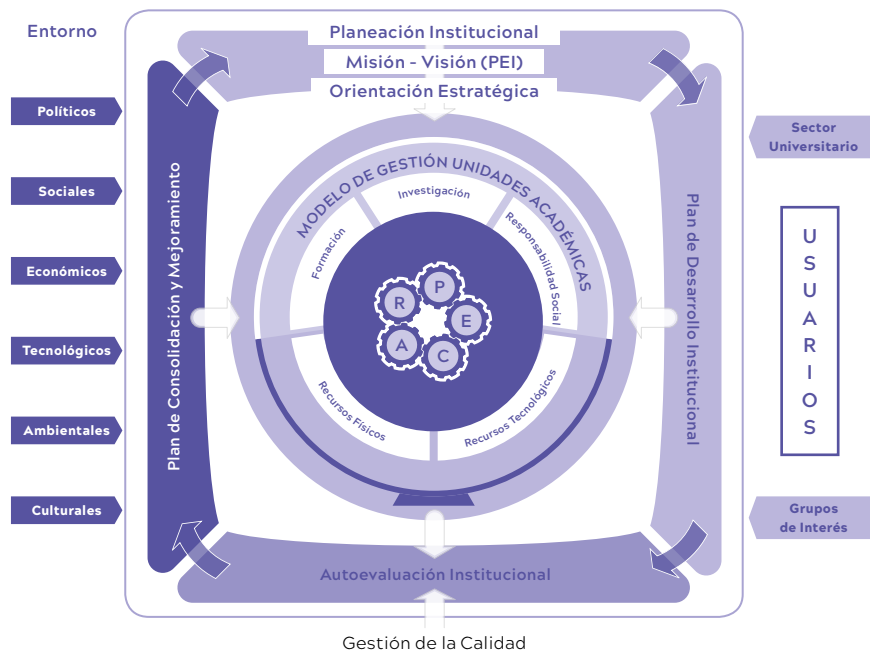 Entorno
Planeación Institucional
Misión - Visión (PEI)
Orientación Estratégica
Políticos
Sociales
Económicos
Tecnológicos
Ambientales
Culturales
Plan de Consolidación y Mejoramiento
MODELO DE GESTIÓN UNIDADES ACADÉMICAS
Formación
Investigación
Responsabilidad Social
Recursos Físicos
Recursos Tecnológicos
P
E
C
A
R
Plan de Desarrollo Institucional
Sector
Universitario
USUARIOS
Grupos
de Interés
Autoevaluación Institucional
Gestión de la Calidad